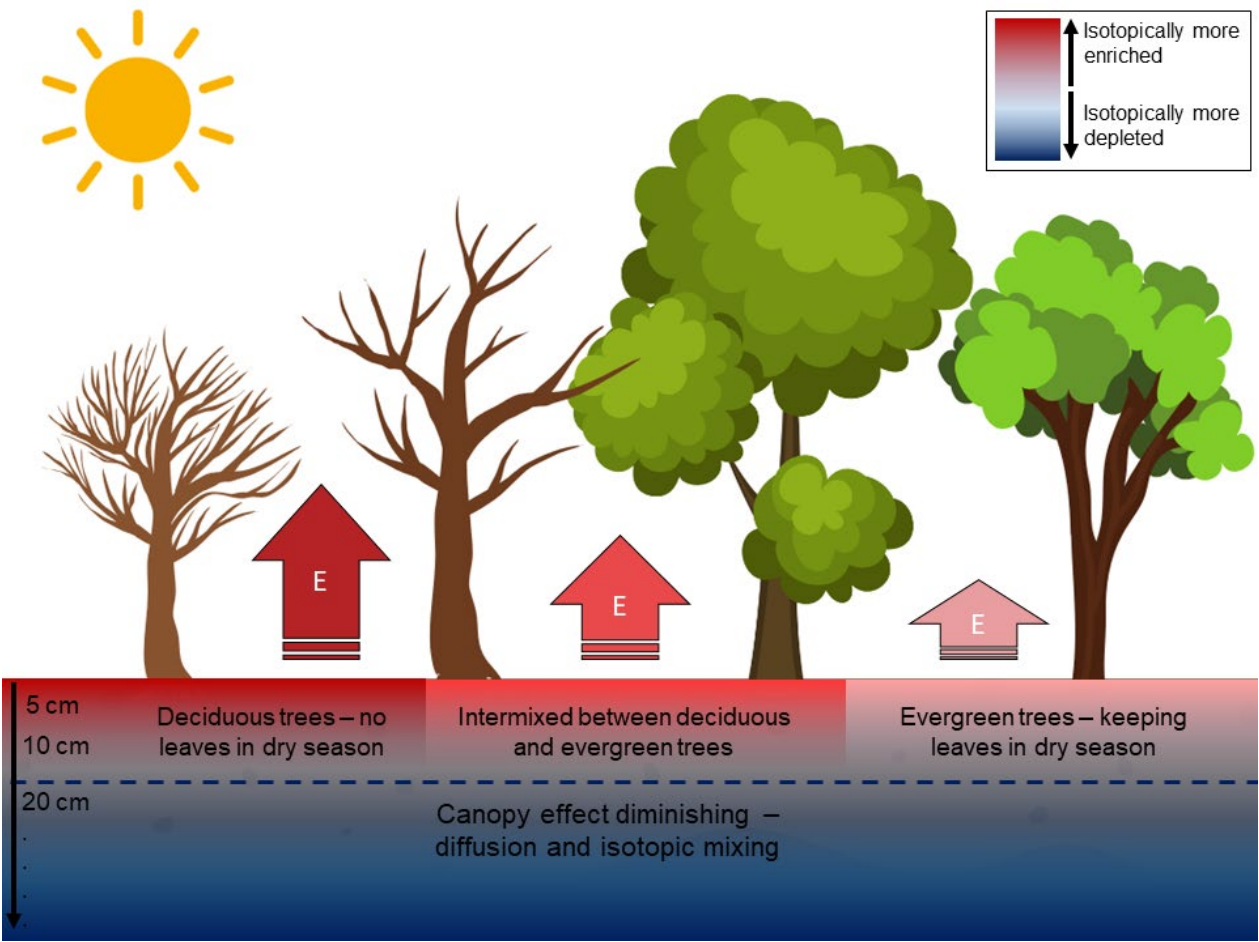 Isotopically more
enriched
Isotopically more
depleted
E
E
E
5 cm
10 cm
Deciduous trees – no
leaves in dry season
Intermixed between deciduous
and evergreen trees
Evergreen trees – keeping
leaves in dry season
20 cm
.
.
.
.
Canopy effect diminishing –
diffusion and isotopic mixing